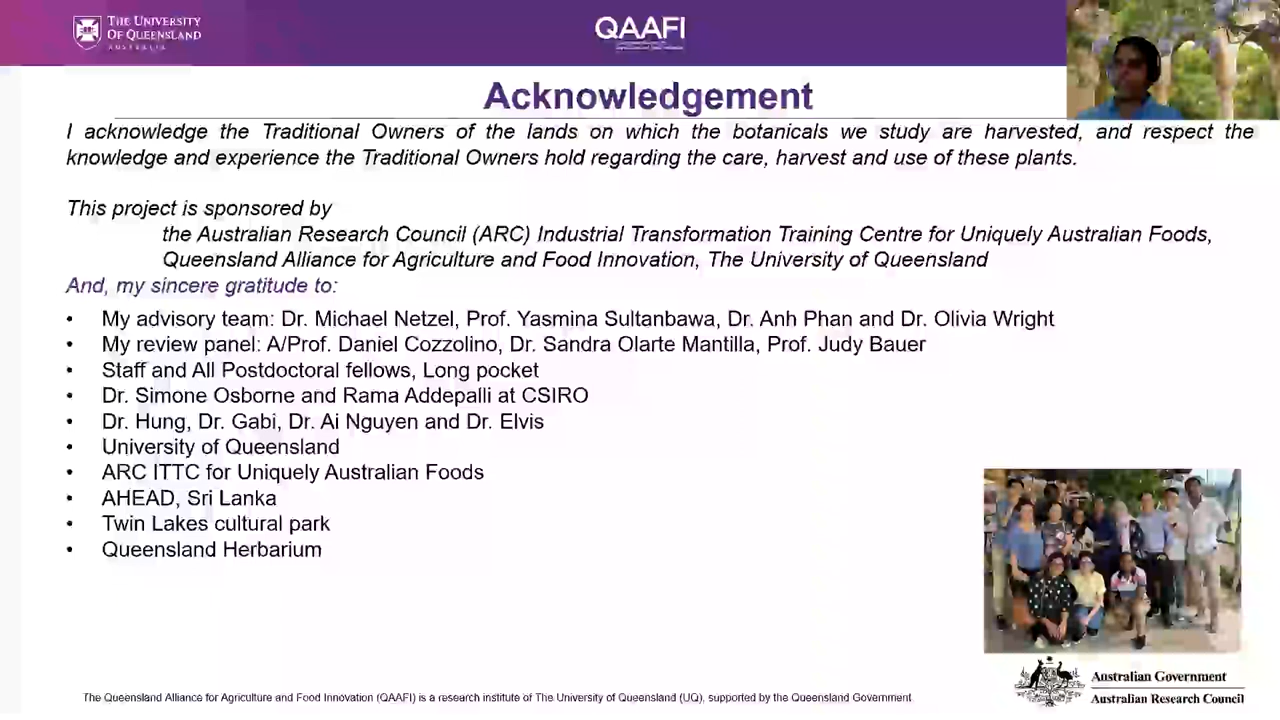 THE UNIVERSITY
OF QUEENSLAND
AUSTRALIA
QAAFI
Acknowledgement
I acknowledge the Traditional Owners of the lands on which the botanicals we study are harvested, and respect the
knowledge and experience the Traditional Owners hold regarding the care, harvest and use of these plants.
This project is sponsored by
the Australian Research Council (ARC) Industrial Transformation Training Centre for Uniquely Australian Foods,
Queensland Alliance for Agriculture and Food Innovation, The University of Queensland
And, my sincere gratitude to:
• My advisory team: Dr. Michael Netzel, Prof. Yasmina Sultanbawa, Dr. Anh Phan and Dr. Olivia Wright
• My review panel: A/Prof. Daniel Cozzolino, Dr. Sandra Olarte Mantilla, Prof. Judy Bauer
• Staff and All Postdoctoral fellows, Long pocket
• Dr. Simone Osborne and Rama Addepalli at CSIRO
• Dr. Hung, Dr. Gabi, Dr. Ai Nguyen and Dr. Elvis
• University of Queensland
• ARC ITTC for Uniquely Australian Foods
• AHEAD, Sri Lanka
• Twin Lakes cultural park
• Queensland Herbarium
The Queensland Alliance for Agriculture and Food Innovation (QAAFI) is a research institute of The University of Queensland (UQ), supported by the Queensland Government.
Australian Government
Australian Research Council